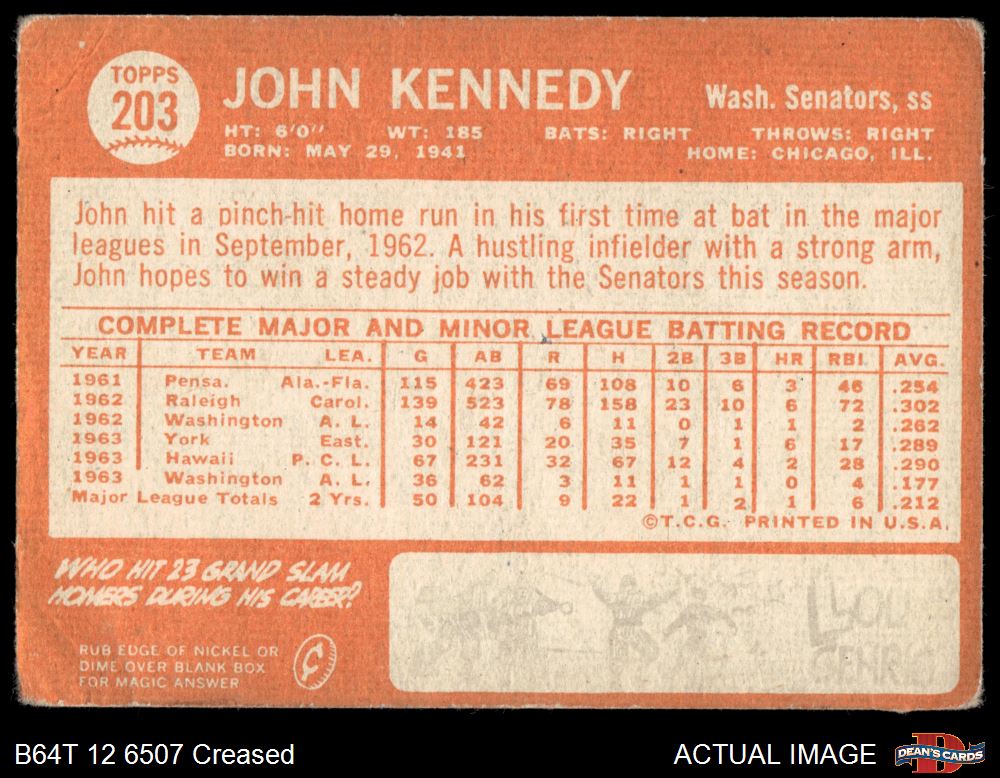 TOPPS
203
JOHN KENNEDY
Wash. Senators, ss
HT: 6'0" WT: 185 BATS: RIGHT THROWS: RIGHT
BORN: MAY 29, 1941 HOME: CHICAGO, ILL.
John hit a pinch-hit home run in his first time at bat in the major
leagues in September, 1962. A hustling infielder with a strong arm,
John hopes to win a steady job with the Senators this season.
COMPLETE MAJOR AND MINOR LEAGUE BATTING RECORD
YEAR TEAM LEA. G AB R H 2B 3B HR RBI AVG.
1961 Pensa. Ala.-Fla. 115 423 69 108 10 6 3 46 .254
1962 Raleigh Carol. 139 523 78 158 23 10 6 72 .302
1962 Washington A. L. 14 42 6 11 0 1 1 2 .262
1963 York East. 30 121 20 35 7 1 6 17 .289
1963 Hawaii P. C. L. 67 231 32 67 12 4 2 28 .290
1963 Washington A. L. 36 62 3 11 1 1 0 4 .177
Major League Totals 2 Yrs. 50 104 9 22 1 2 1 6 .212
©T.C.G. PRINTED IN U.S.A.
WHO HIT 23 GRAND SLAM
HOMERS DURING HIS CAREER?
RUB EDGE OF NICKEL OR
DIME OVER BLANK BOX
FOR MAGIC ANSWER
LOU
GEHRIG
B64T 12 6507 Creased
ACTUAL IMAGE
DEAN'S CARDS